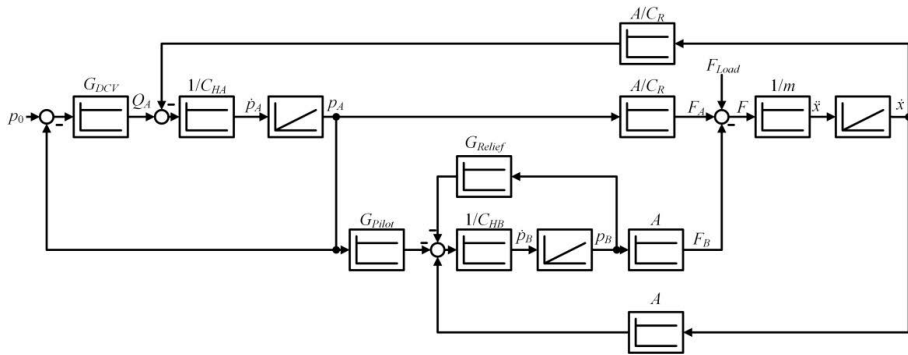 A/C_R
G_DCV
1/C_HA
A/C_R
F_Load
1/m
p_0
-
Q_A
-
ṗ_A
p_A
F_A
F
-
ẍ
ẋ
G_Relief
G_Pilot
-
-
1/C_HB
ṗ_B
p_B
A
F_B
A